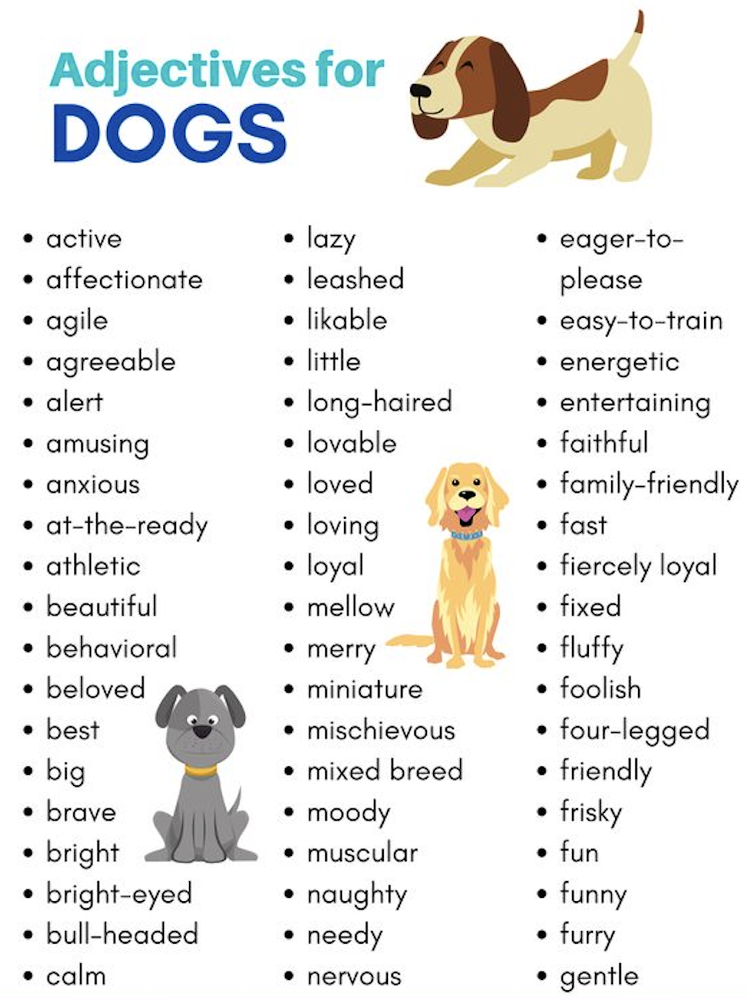 Adjectives for
DOGS
• active
• affectionate
• agile
• agreeable
• alert
• amusing
• anxious
• at-the-ready
• athletic
• beautiful
• behavioral
• beloved
• best
• big
• brave
• bright
• bright-eyed
• bull-headed
• calm
• lazy
• leashed
• likable
• little
• long-haired
• lovable
• loved
• loving
• loyal
• mellow
• merry
• miniature
• mischievous
• mixed breed
• moody
• muscular
• naughty
• needy
• nervous
• eager-to-
please
• easy-to-train
• energetic
• entertaining
• faithful
• family-friendly
• fast
• fiercely loyal
• fixed
• fluffy
• foolish
• four-legged
• friendly
• frisky
• fun
• funny
• furry
• gentle